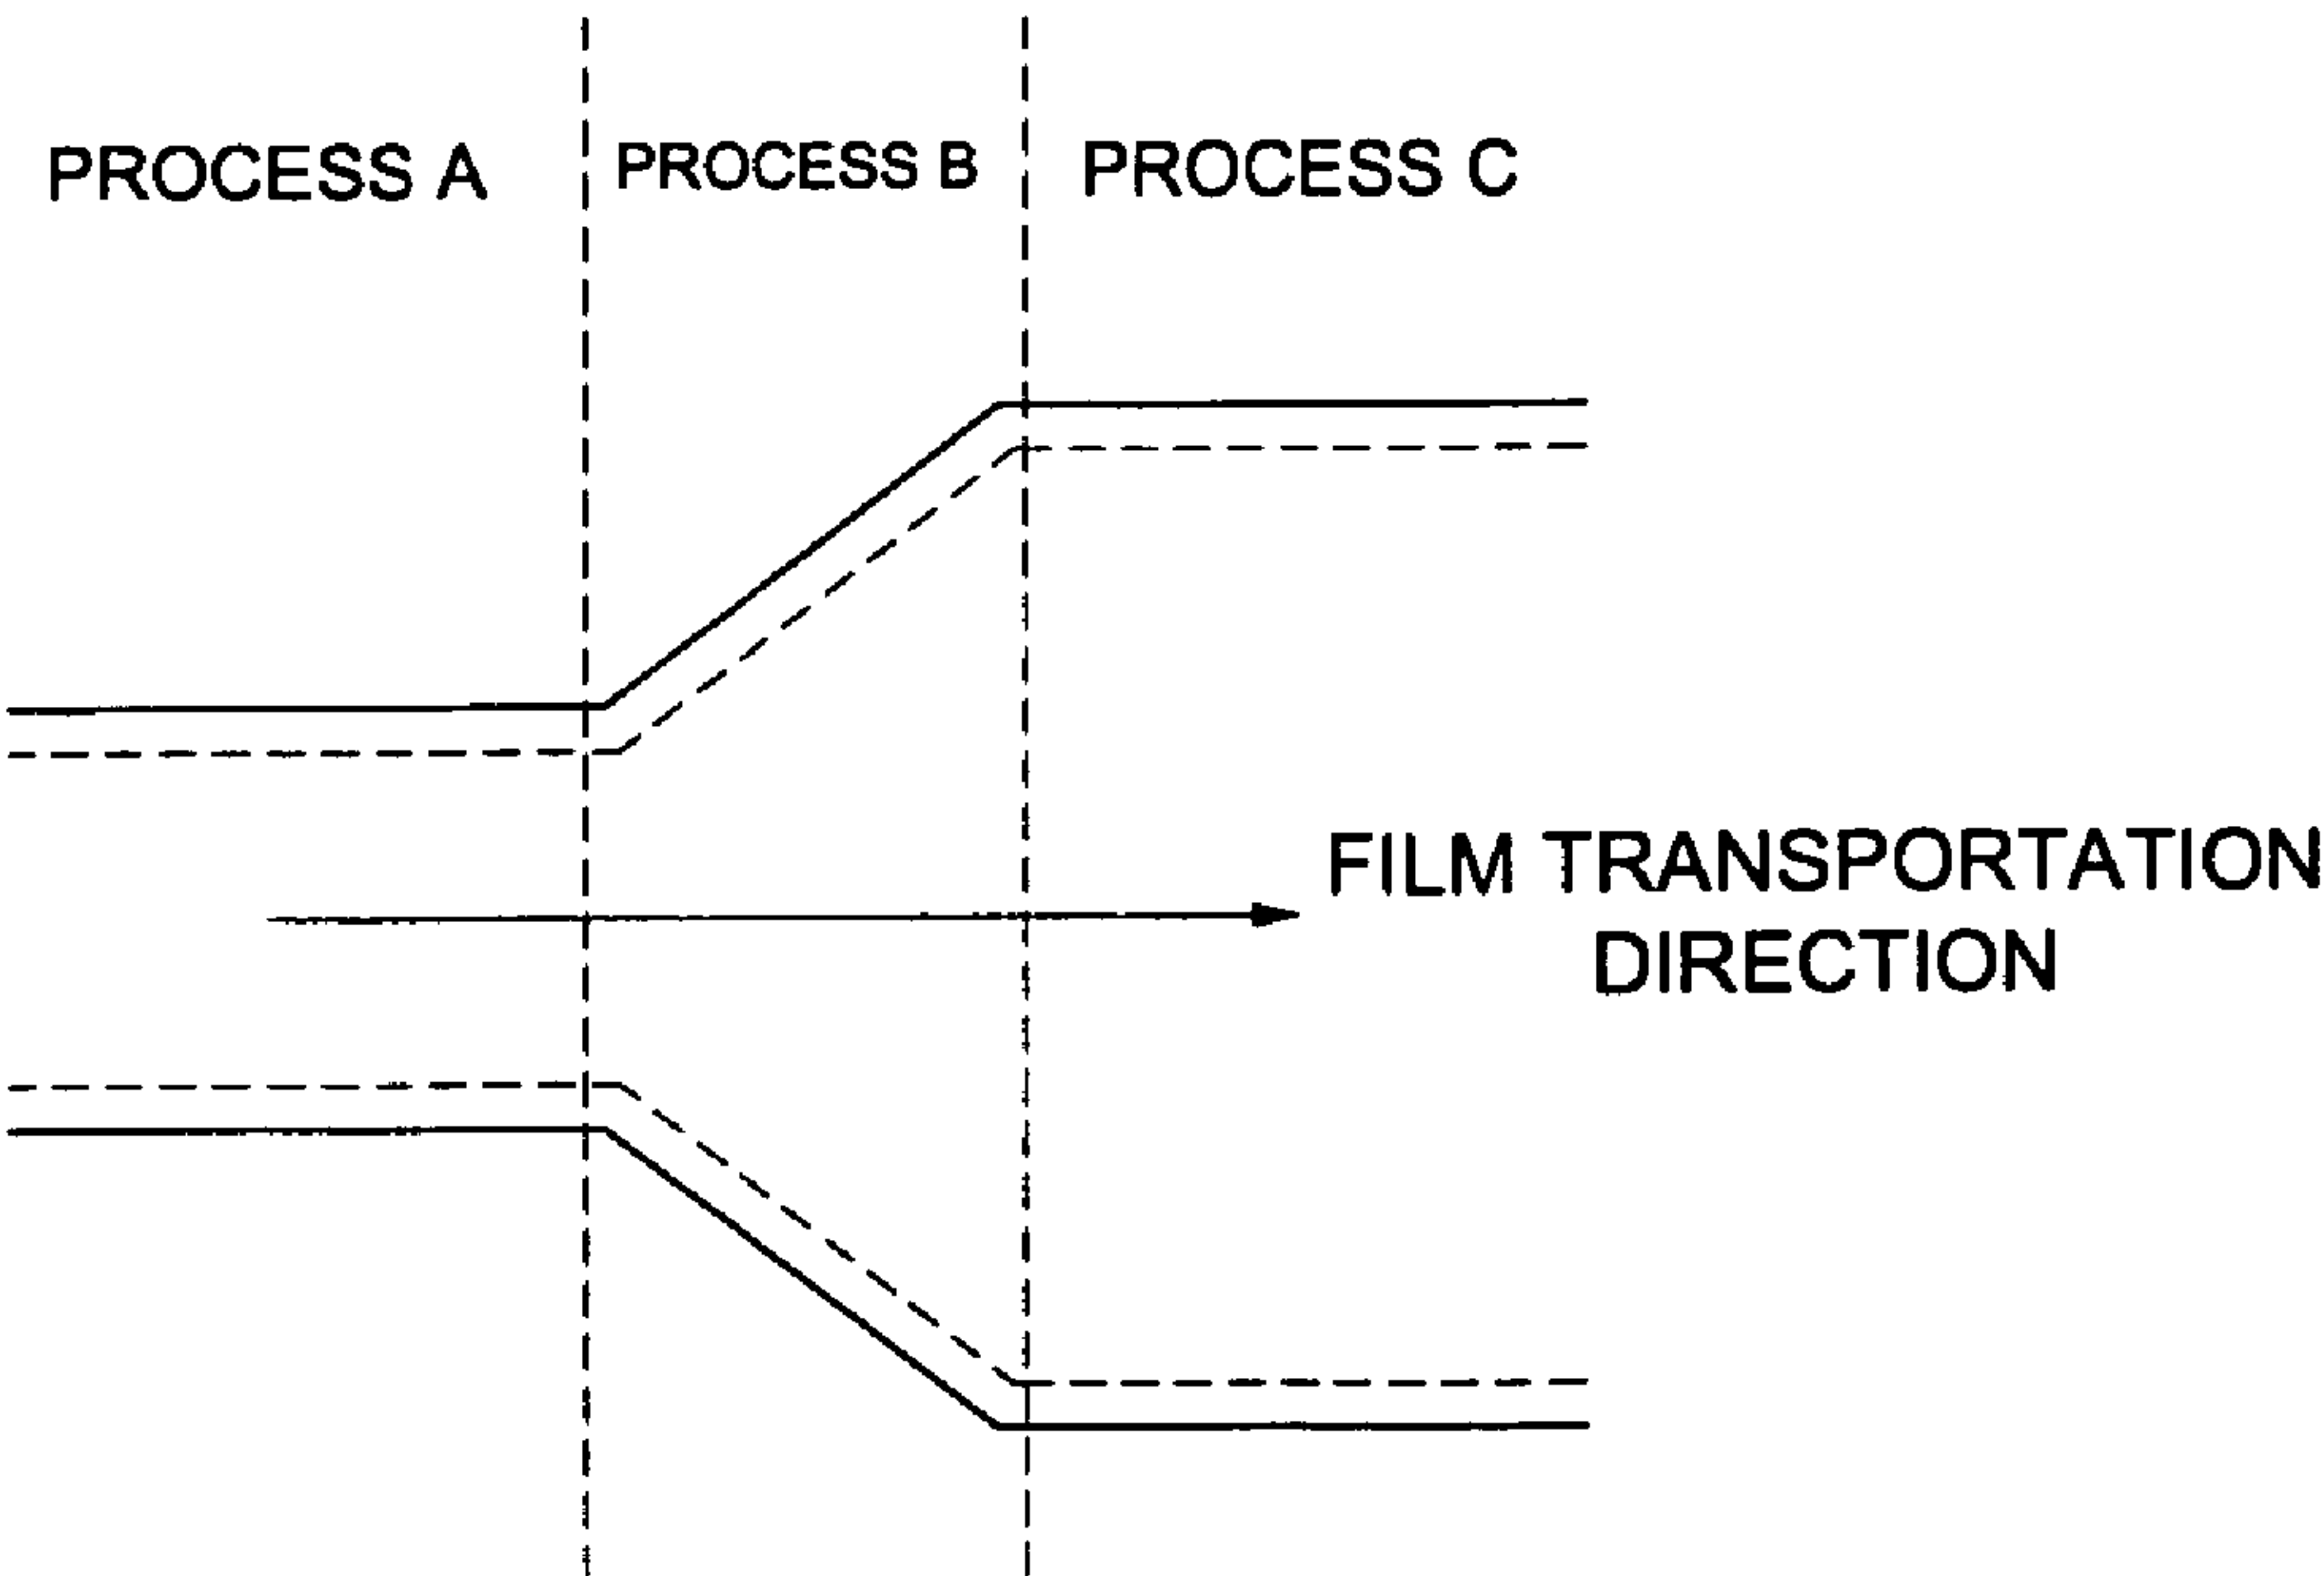 PROCESS A
PROCESS B
PROCESS C
FILM TRANSPORTATION
DIRECTION